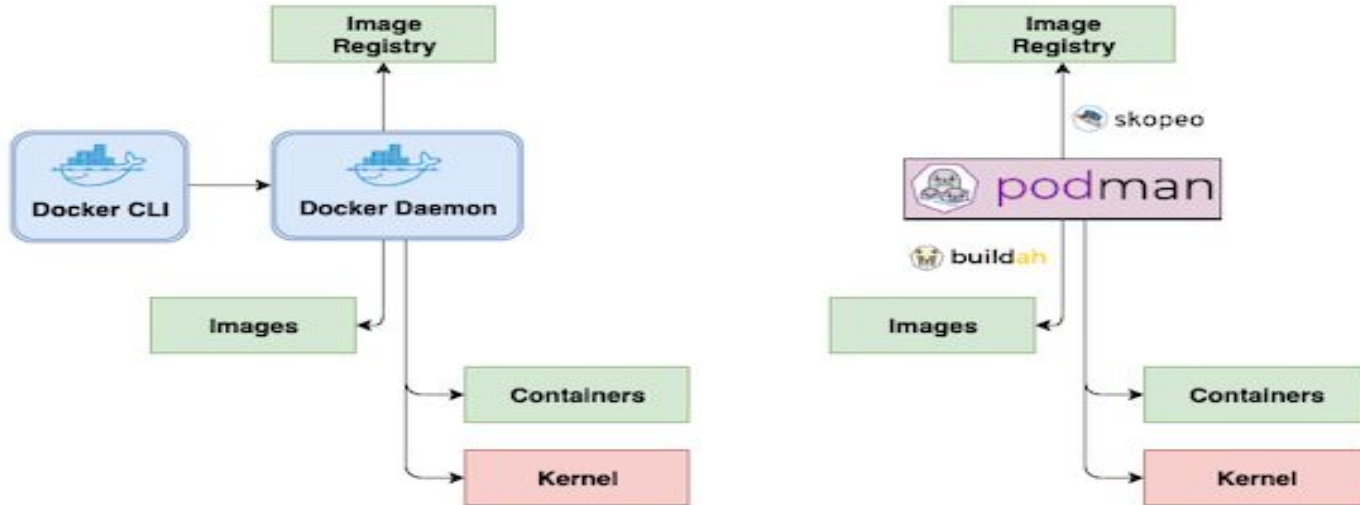 Image
Registry
Docker CLI
Docker Daemon
Images
Containers
Kernel
Image
Registry
skopeo
podman
buildah
Images
Containers
Kernel